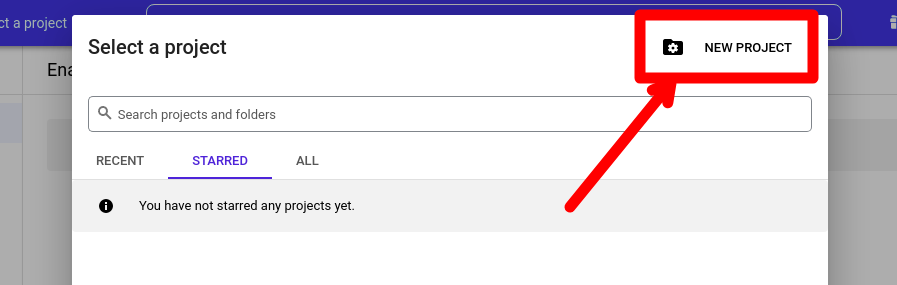 ct a project
Select a project
NEW PROJECT
Ena
Search projects and folders
RECENT STARRED ALL
You have not starred any projects yet.